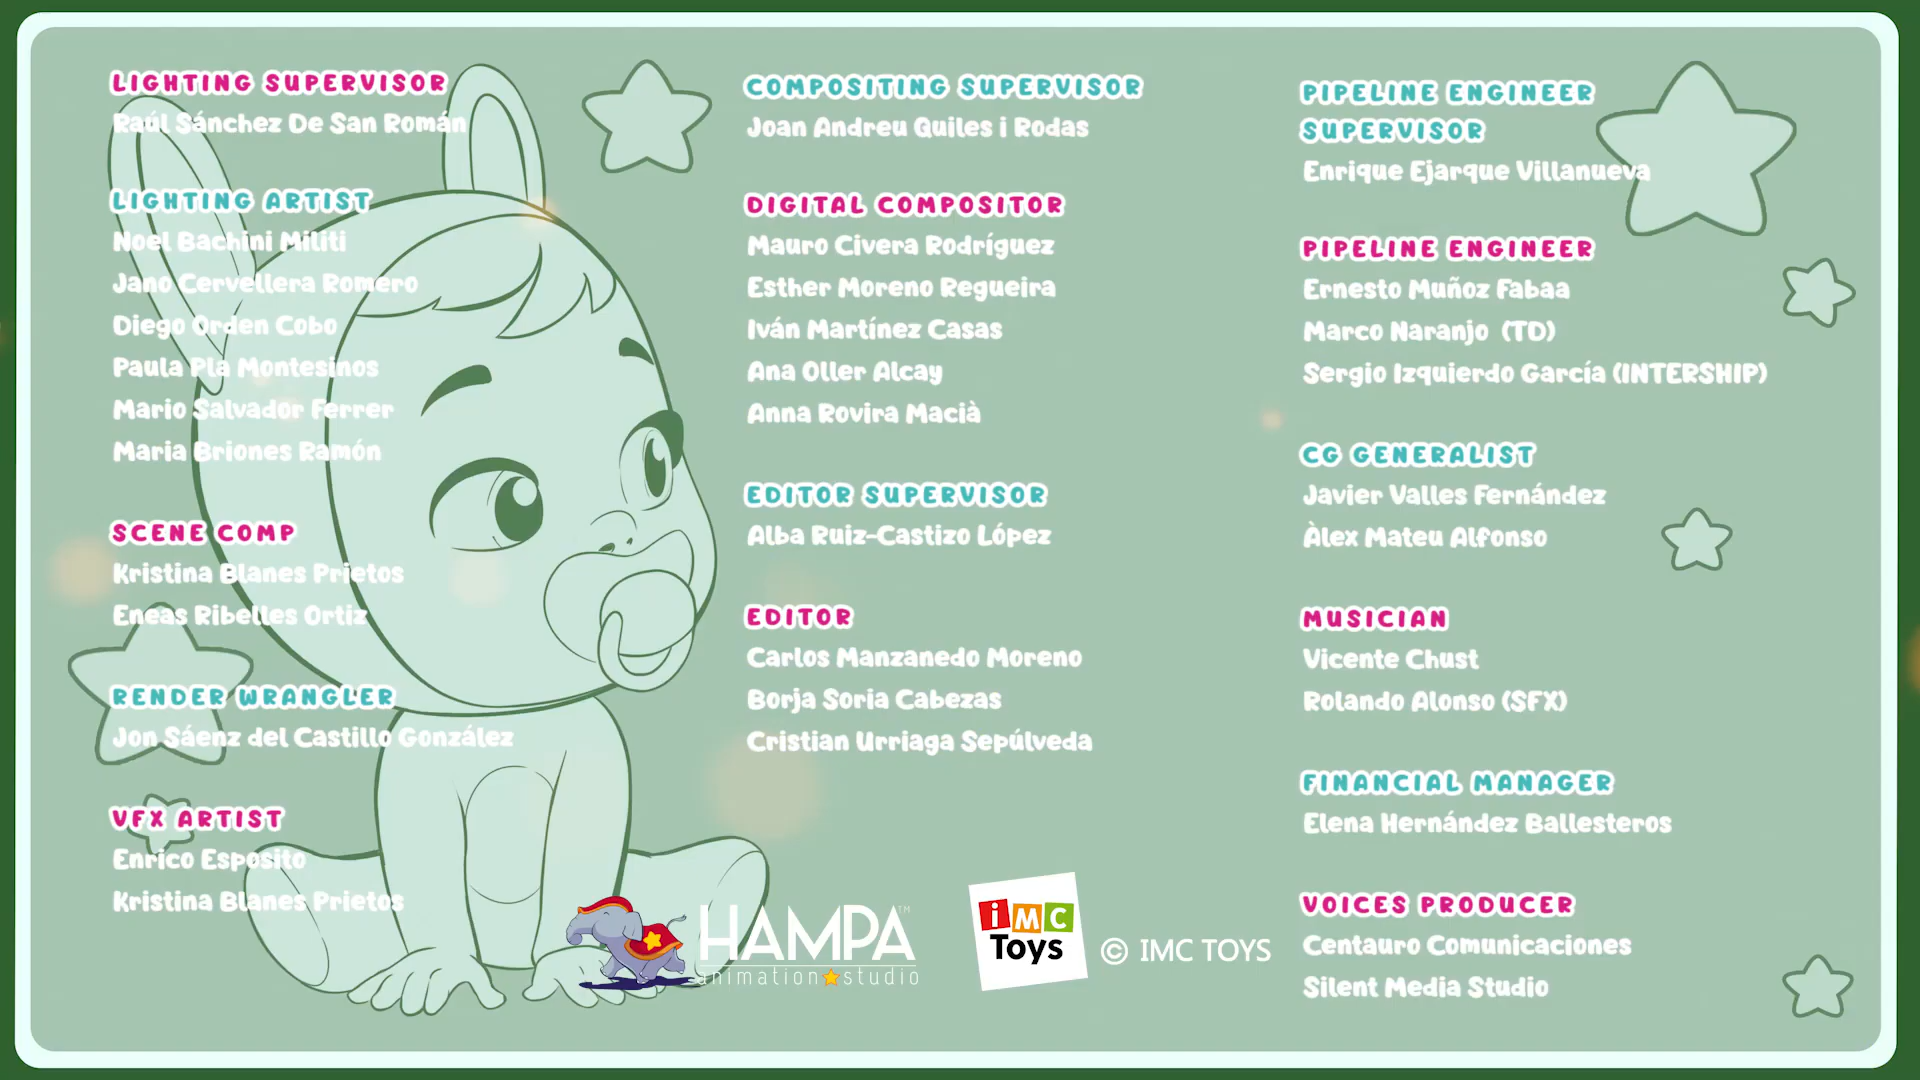 LIGHTING SUPERVISOR
Raúl Sánchez De San Román
LIGHTING ARTIST
Noel Bachini Militi
Jano Cervellera Romero
Diego Orden Cobo
Paula Pla Montesinos
Mario Salvador Ferrer
Maria Briones Ramón
SCENE COMP
Kristina Blanes Prietos
Eneas Ribelles Ortiz
RENDER WRANGLER
Jon Sáenz del Castillo González
VFX ARTIST
Enrico Esposito
Kristina Blanes Prietos
COMPOSITING SUPERVISOR
Joan Andreu Quiles i Rodas
DIGITAL COMPOSITOR
Mauro Civera Rodríguez
Esther Moreno Regueira
Iván Martínez Casas
Ana Oller Alcay
Anna Rovira Macià
EDITOR SUPERVISOR
Alba Ruiz-Castizo López
EDITOR
Carlos Manzanedo Moreno
Borja Soria Cabezas
Cristian Urriaga Sepúlveda
HAMPA™
animation studio
iMC
Toys
© IMC TOYS
PIPELINE ENGINEER
SUPERVISOR
Enrique Ejarque Villanueva
PIPELINE ENGINEER
Ernesto Muñoz Fabaa
Marco Naranjo (TD)
Sergio Izquierdo García (INTERSHIP)
CG GENERALIST
Javier Valles Fernández
Àlex Mateu Alfonso
MUSICIAN
Vicente Chust
Rolando Alonso (SFX)
FINANCIAL MANAGER
Elena Hernández Ballesteros
VOICES PRODUCER
Centauro Comunicaciones
Silent Media Studio